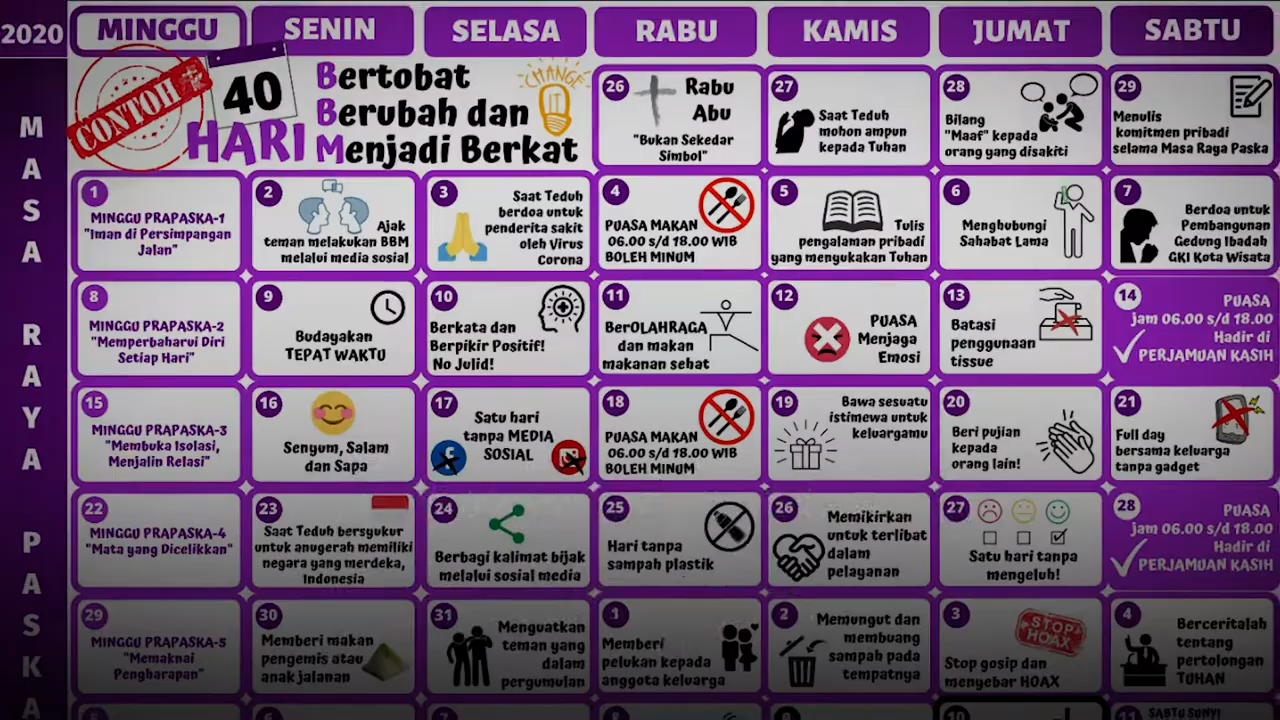 2020
MINGGU
SENIN
SELASA
RABU
KAMIS
JUMAT
SABTU
MASA RAYA PASKA
CONTOH
40
HARI
Bertobat
Berubah dan
Menjadi Berkat
CHANGE
IT
26
Rabu
Abu
"Bukan Sekedar
Simbol"
27
Saat Teduh
mohon ampun
kepada Tuhan
28
Bilang
"Maaf" kepada
orang yang disakiti
29
Menulis
komitmen pribadi
selama Masa Raya Paska
1
MINGGU PRAPASKA-1
"Iman di Persimpangan
Jalan"
2
Ajak
teman melakukan BBM
melalui media sosial
3
Saat Teduh
berdoa untuk
penderita sakit
oleh Virus
Corona
4
PUASA MAKAN
06.00 s/d 18.00 WIB
BOLEH MINUM
5
Tulis
pengalaman pribadi
yang menyukakan Tuhan
6
Menghubungi
Sahabat Lama
7
Berdoa untuk
Pembangunan
Gedung Ibadah
GKI Kota Wisata
8
MINGGU PRAPASKA-2
"Memperbaharui Diri
Setiap Hari"
9
Budayakan
TEPAT WAKTU
10
Berkata dan
Berpikir Positif!
No Julid!
11
BerOLAHRAGA
dan makan
makanan sehat
12
PUASA
Menjaga
Emosi
13
Batasi
penggunaan
tissue
14
PUASA
jam 06.00 s/d 18.00
Hadir di
PERJAMUAN KASIH
15
MINGGU PRAPASKA-3
"Membuka Isolasi,
Menjalin Relasi"
16
Senyum, Salam
dan Sapa
17
Satu hari
tanpa MEDIA
SOSIAL
18
PUASA MAKAN
06.00 s/d 18.00 WIB
BOLEH MINUM
19
Bawa sesuatu
istimewa untuk
keluargamu
20
Beri pujian
kepada
orang lain!
21
Full day
bersama keluarga
tanpa gadget
22
MINGGU PRAPASKA-4
"Mata yang Dicelikkan"
23
Saat Teduh bersyukur
untuk anugerah memiliki
negara yang merdeka,
Indonesia
24
Berbagi kalimat bijak
melalui sosial media
25
Hari tanpa
sampah plastik
26
Memikirkan
untuk terlibat
dalam
pelayanan
27
Satu hari tanpa
mengeluh!
28
PUASA
jam 06.00 s/d 18.00
Hadir di
PERJAMUAN KASIH
29
MINGGU PRAPASKA-5
"Memaknai
Pengharapan"
30
Memberi makan
pengemis atau
anak jalanan
31
Menguatkan
teman yang
dalam
pergumulan
1
Memberi
pelukan kepada
anggota keluarga
2
Memungut dan
membuang
sampah pada
tempatnya
3
STOP
HOAX
Stop gosip dan
menyebar HOAX
4
Berceritalah
tentang
pertolongan
TUHAN
5
6
7
8
9
10
11
SABTU SUNYI